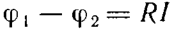 φ₁ − φ₂ = RI